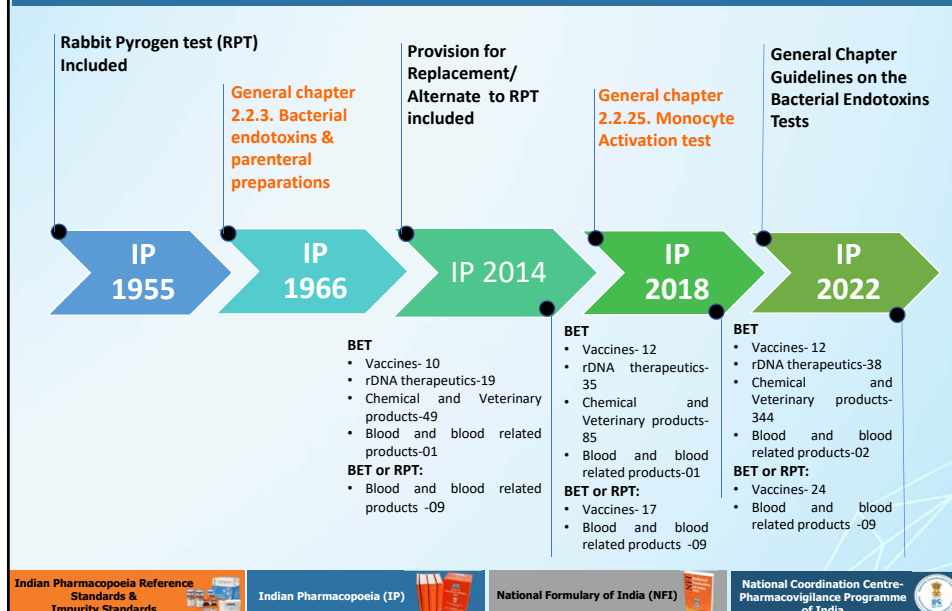 Rabbit Pyrogen test (RPT)
Included
General chapter
2.2.3. Bacterial
endotoxins &
parenteral
preparations
Provision for
Replacement/
Alternate to RPT
included
General chapter
2.2.25. Monocyte
Activation test
General Chapter
Guidelines on the
Bacterial Endotoxins
Tests
IP
1955
IP
1966
IP 2014
IP
2018
IP
2022
BET
• Vaccines- 10
• rDNA therapeutics-19
• Chemical and Veterinary
products-49
• Blood and blood related
products-01
BET or RPT:
• Blood and blood related
products -09
BET
• Vaccines- 12
• rDNA therapeutics-
35
• Chemical and
Veterinary products-
85
• Blood and blood
related products-01
BET or RPT:
• Vaccines- 17
• Blood and blood
related products -09
BET
• Vaccines- 12
• rDNA therapeutics-38
• Chemical and
Veterinary products-
344
• Blood and blood
related products-02
BET or RPT:
• Vaccines- 24
• Blood and blood
related products -09
Indian Pharmacopoeia Reference
Standards &
Impurity Standards
Indian Pharmacopoeia (IP)
National Formulary of India (NFI)
National Coordination Centre-
Pharmacovigilance Programme
of India